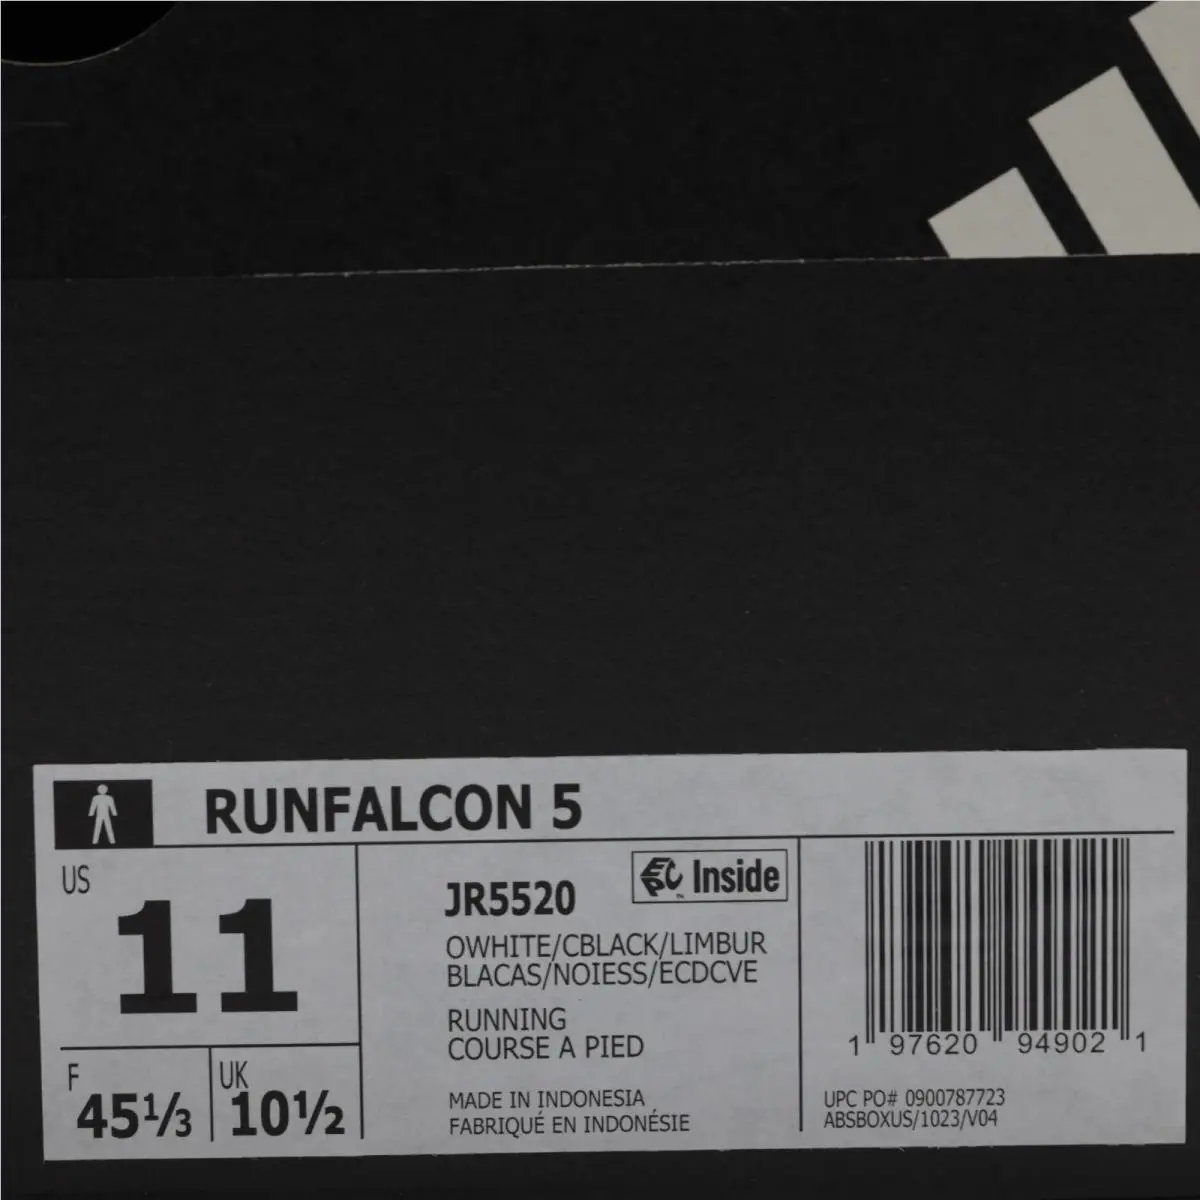 RUNFALCON 5
US
11
F
45⅓
UK
10½
JR5520
EPC Inside
OWHITE/CBLACK/LIMBUR
BLACAS/NOIESS/ECDCVE
RUNNING
COURSE A PIED
MADE IN INDONESIA
FABRIQUÉ EN INDONÉSIE
1 97620 94902 1
UPC PO# 0900787723
ABSBOXUS/1023/V04